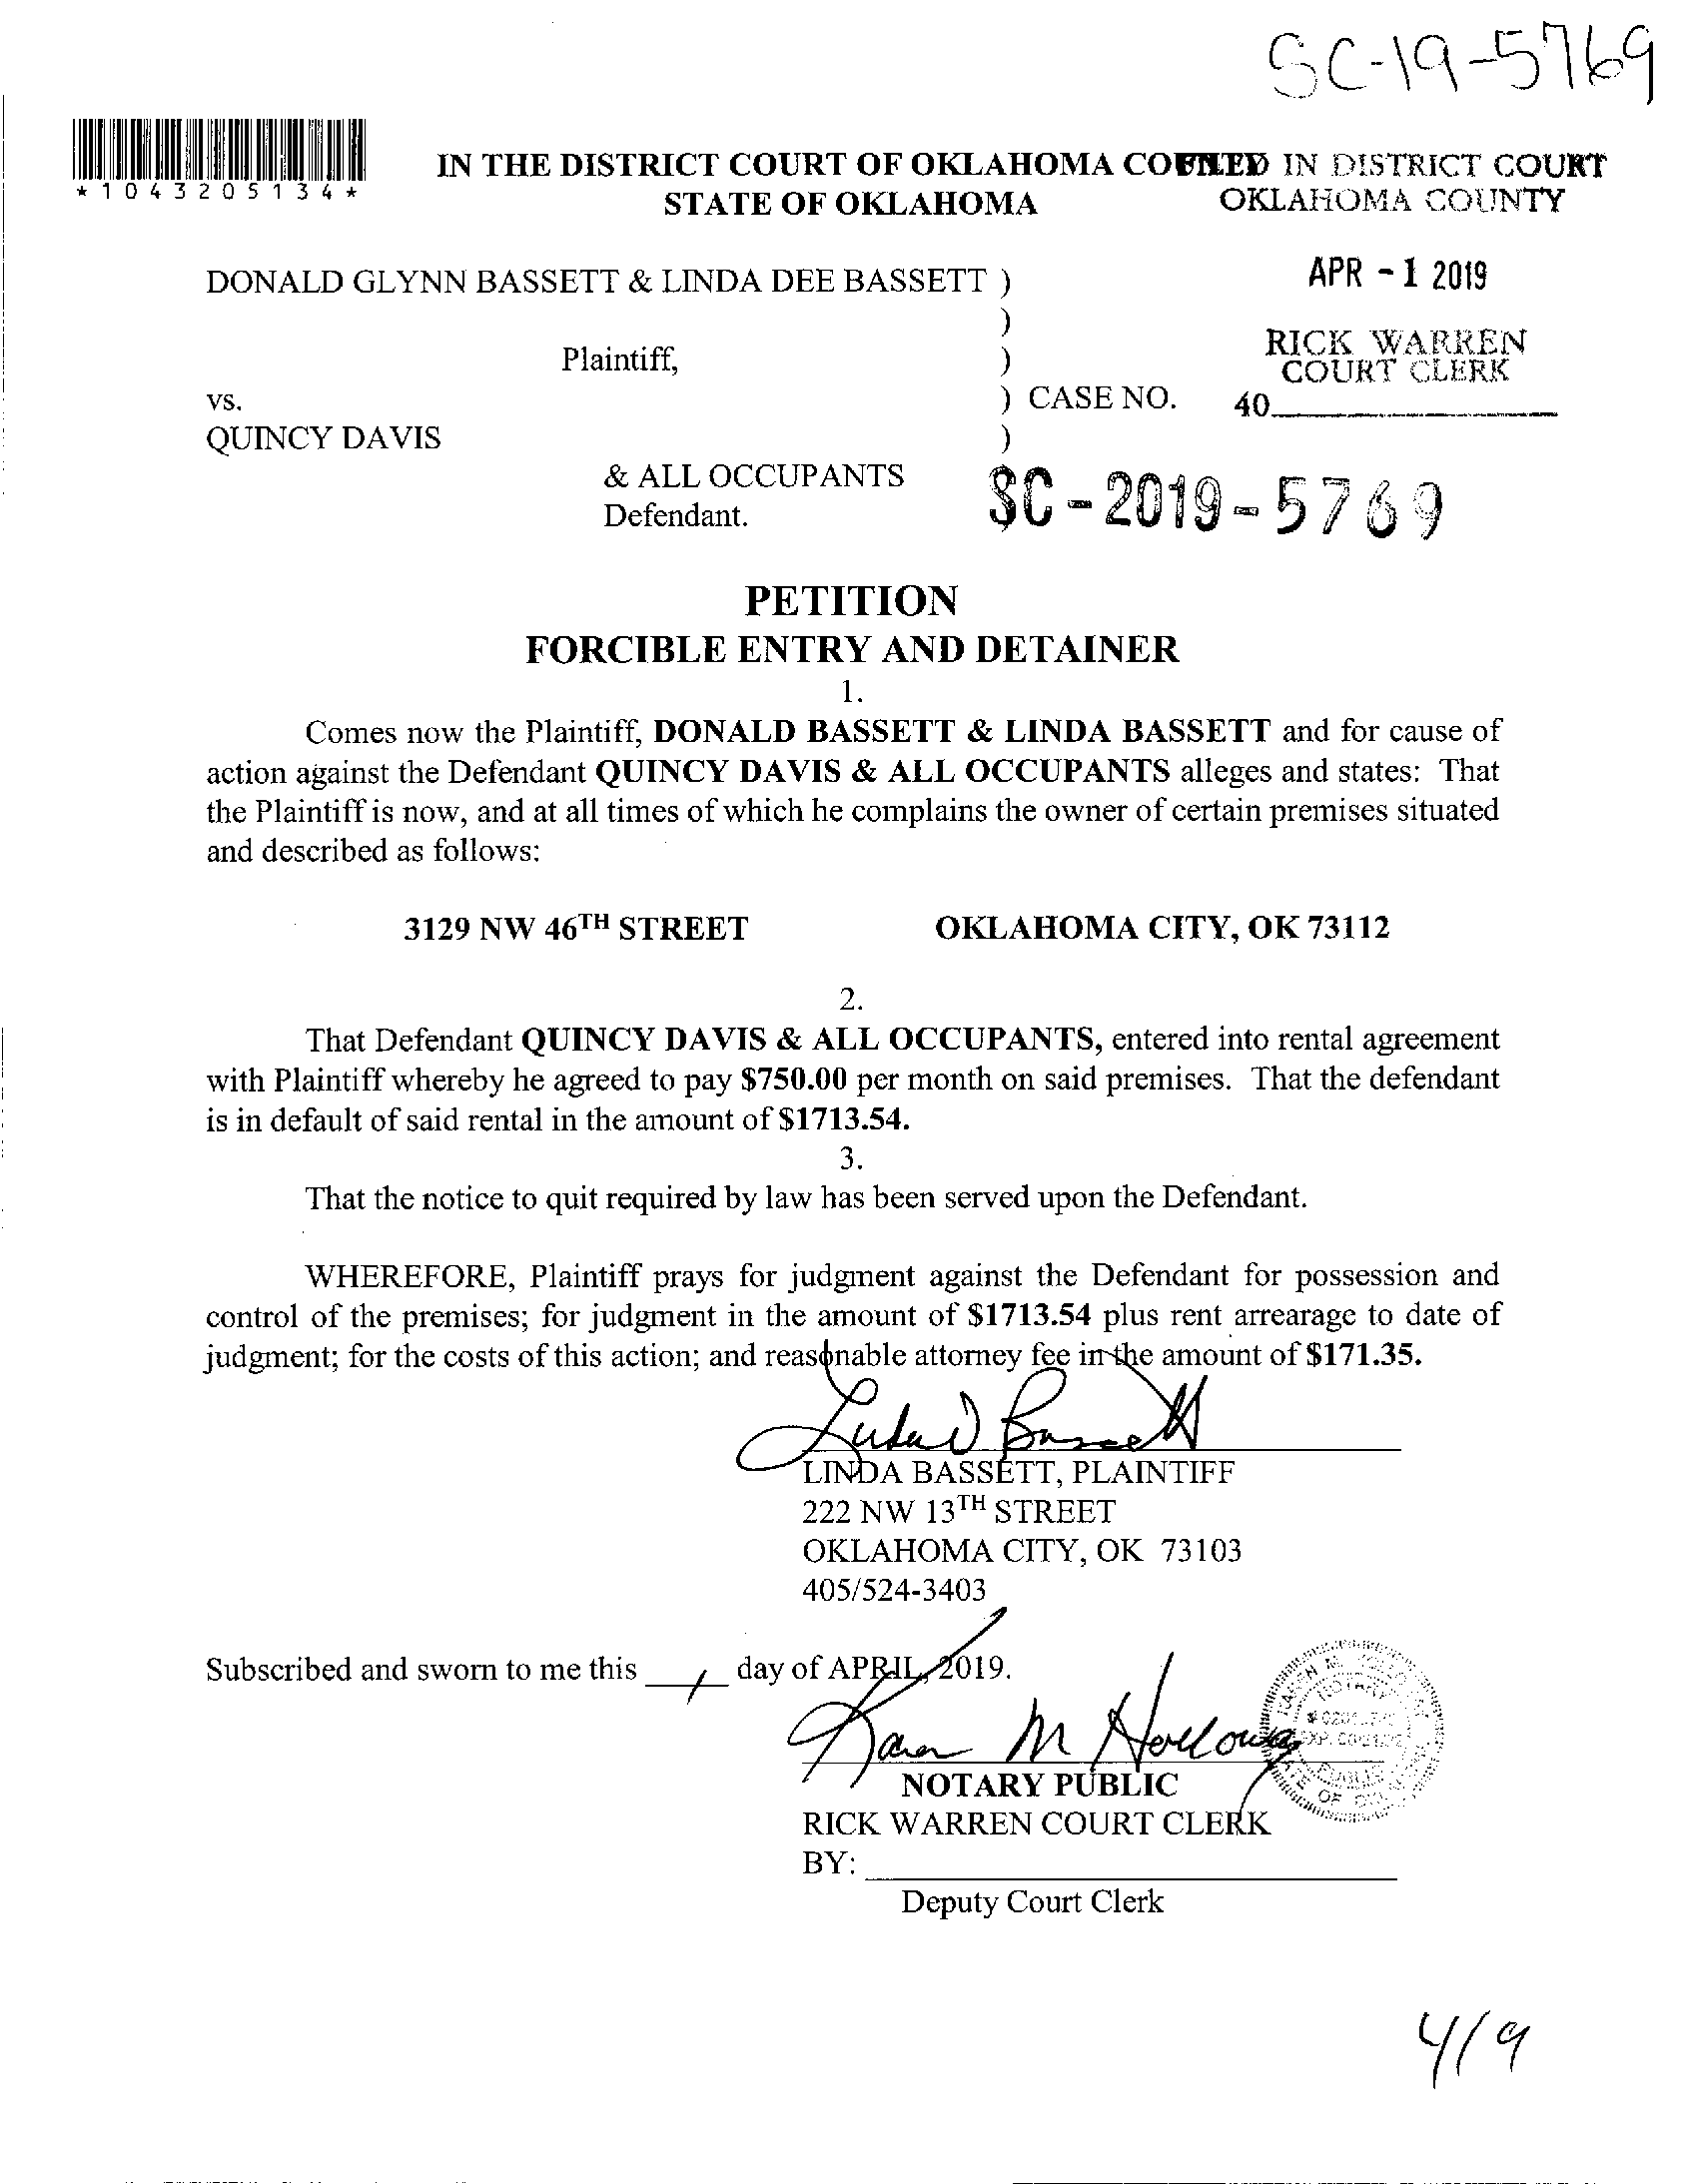 SC-19-5769
*1043205134*
IN THE DISTRICT COURT OF OKLAHOMA
FILED IN DISTRICT COURT
STATE OF OKLAHOMA
OKLAHOMA COUNTY
DONALD GLYNN BASSETT & LINDA DEE BASSETT )
APR - 1 2019
)
Plaintiff, )
RICK WARREN
COURT CLERK
vs. ) CASE NO.
40
QUINCY DAVIS )
& ALL OCCUPANTS
Defendant.
SC-2019-5769
PETITION
FORCIBLE ENTRY AND DETAINER
1.
Comes now the Plaintiff, DONALD BASSETT & LINDA BASSETT and for cause of
action against the Defendant QUINCY DAVIS & ALL OCCUPANTS alleges and states: That
the Plaintiff is now, and at all times of which he complains the owner of certain premises situated
and described as follows:
3129 NW 46TH STREET OKLAHOMA CITY, OK 73112
2.
That Defendant QUINCY DAVIS & ALL OCCUPANTS, entered into rental agreement
with Plaintiff whereby he agreed to pay $750.00 per month on said premises. That the defendant
is in default of said rental in the amount of $1713.54.
3.
That the notice to quit required by law has been served upon the Defendant.
WHEREFORE, Plaintiff prays for judgment against the Defendant for possession and
control of the premises; for judgment in the amount of $1713.54 plus rent arrearage to date of
judgment; for the costs of this action; and reasonable attorney fee in the amount of $171.35.
Linda D Bassett
LINDA BASSETT, PLAINTIFF
222 NW 13TH STREET
OKLAHOMA CITY, OK 73103
405/524-3403
Subscribed and sworn to me this 1 day of APRIL, 2019.
Karen M Holloway
NOTARY PUBLIC
RICK WARREN COURT CLERK
BY:
Deputy Court Clerk
4/9